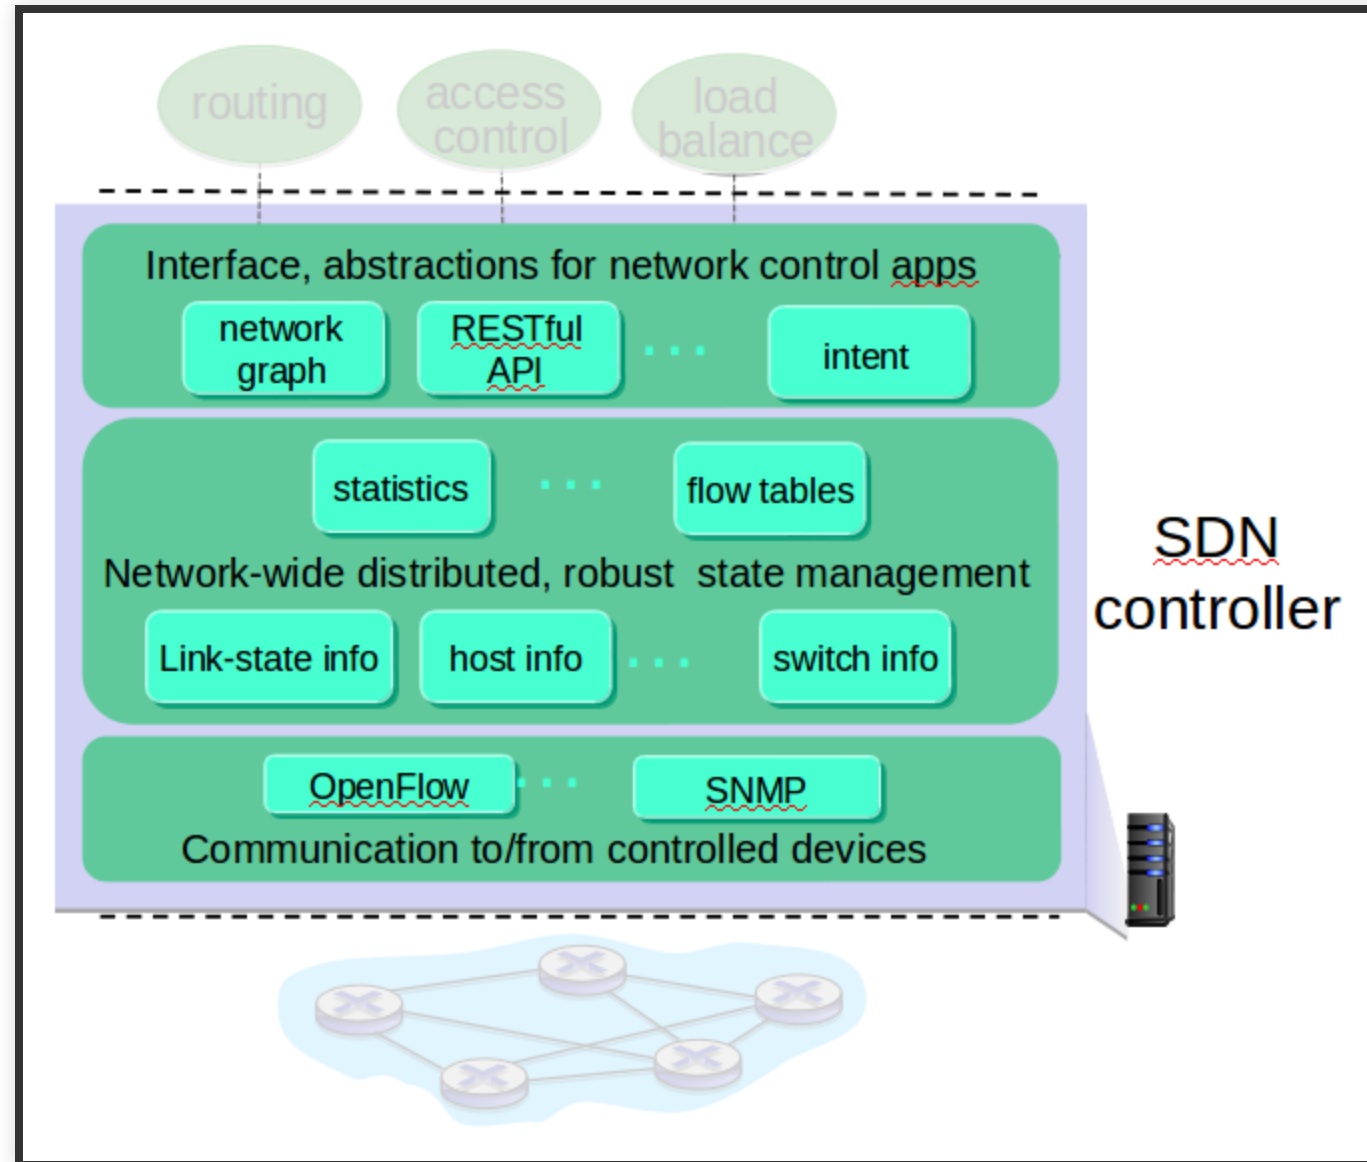 routing
access
control
load
balance
Interface, abstractions for network control apps
network
graph
RESTful
API
...
intent
statistics
...
flow tables
Network-wide distributed, robust  state management
Link-state info
host info
...
switch info
OpenFlow
...
SNMP
Communication to/from controlled devices
SDN
controller